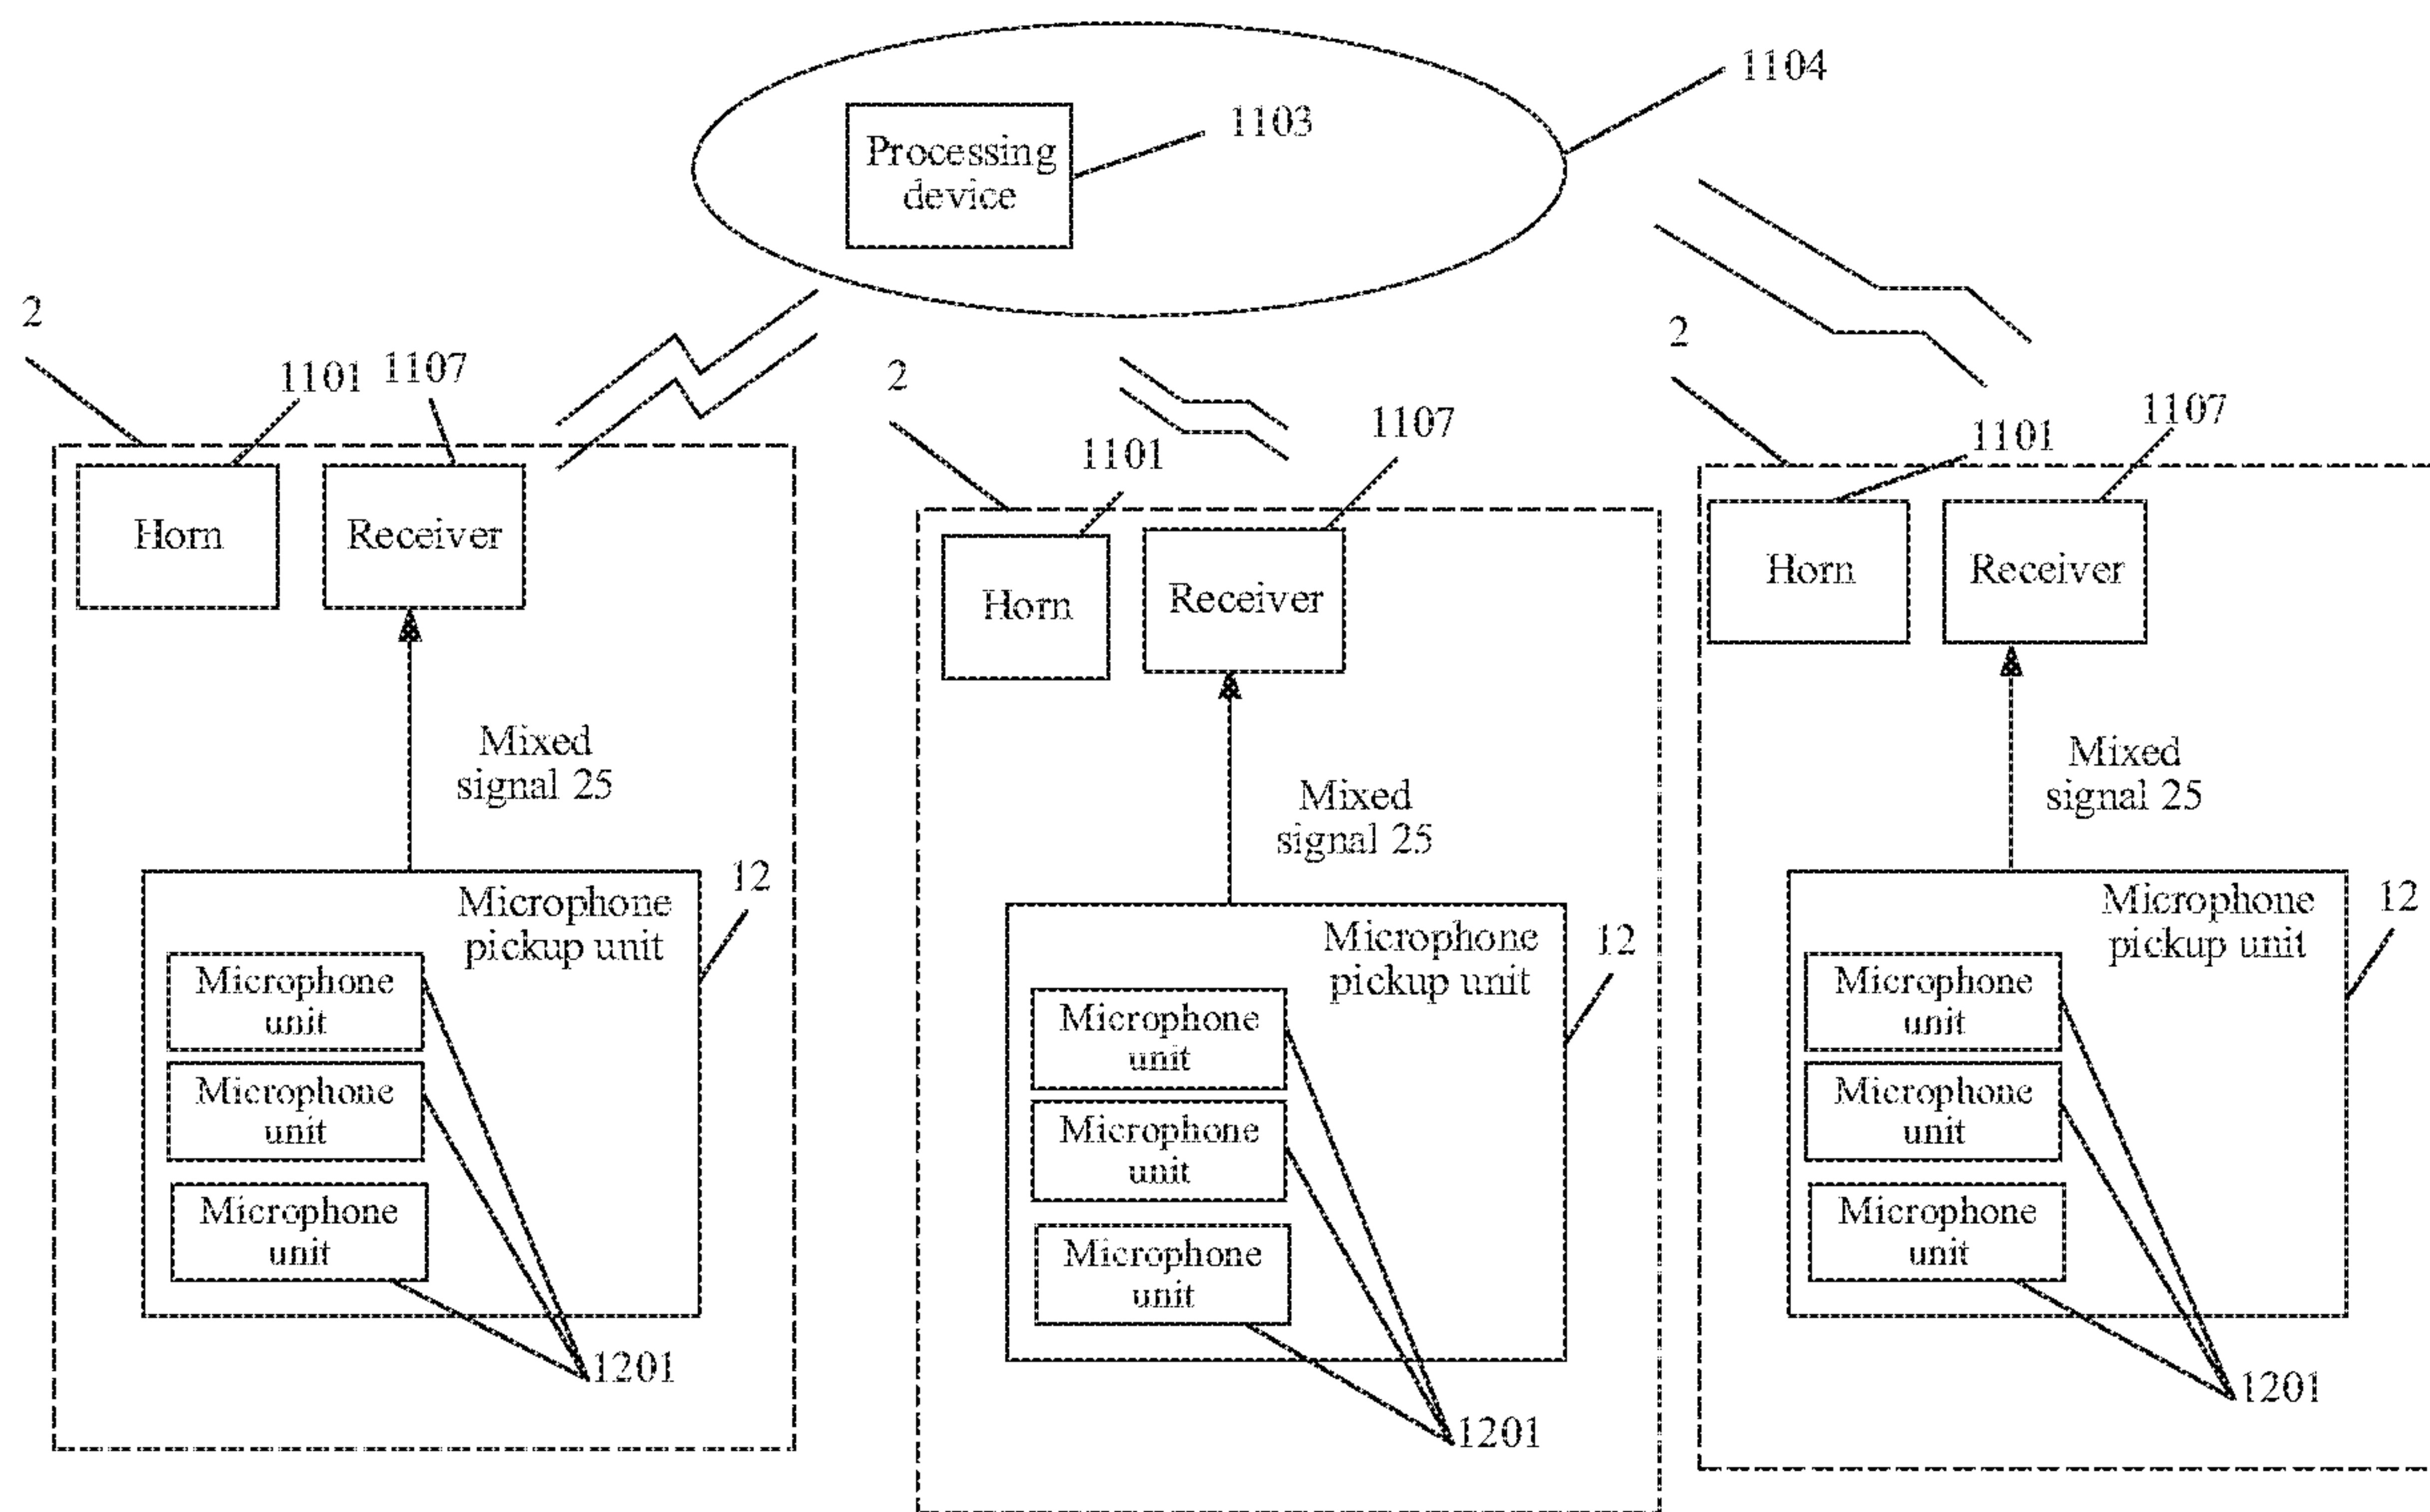 1104
1103
Processing
device
2
1101
1107
Horn
Receiver
Mixed
signal 25
12
Microphone
pickup unit
Microphone
unit
Microphone
unit
Microphone
unit
1201
2
1101
1107
Horn
Receiver
Mixed
signal 25
12
Microphone
pickup unit
Microphone
unit
Microphone
unit
Microphone
unit
1201
2
1101
1107
Horn
Receiver
Mixed
signal 25
12
Microphone
pickup unit
Microphone
unit
Microphone
unit
Microphone
unit
1201